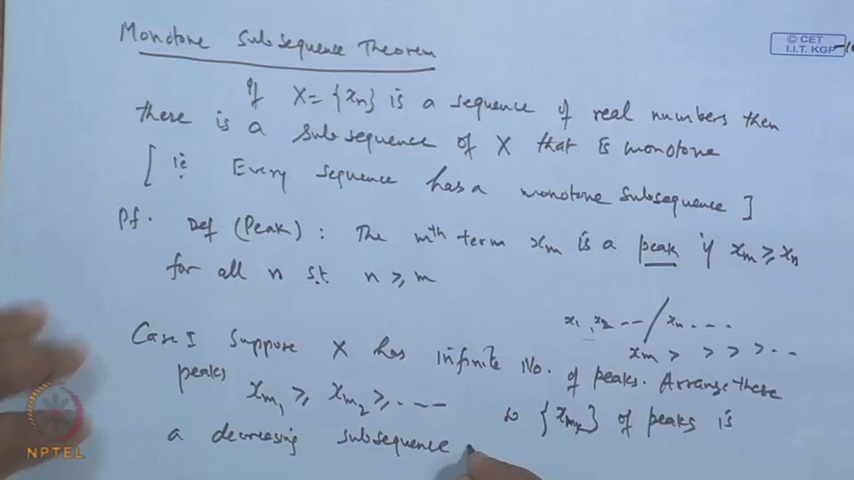 Monotone Subsequence Theorem
© CET
I.I.T. KGP
If X = {xn} is a sequence of real numbers then
there is a subsequence of X that is monotone
[ ie Every sequence has a monotone subsequence ]
Pf. Def (Peak) : The mth term xm is a peak if xm ≥ xn
for all n s.t. n ≥ m
x1, x2 --- / xn ....
xm > > > > ...
Case I Suppose X has infinite No. of peaks. Arrange these
peaks xm1 ≥ xm2 ≥ .---
so {xmk} of peaks is
a decreasing subsequence
NPTEL